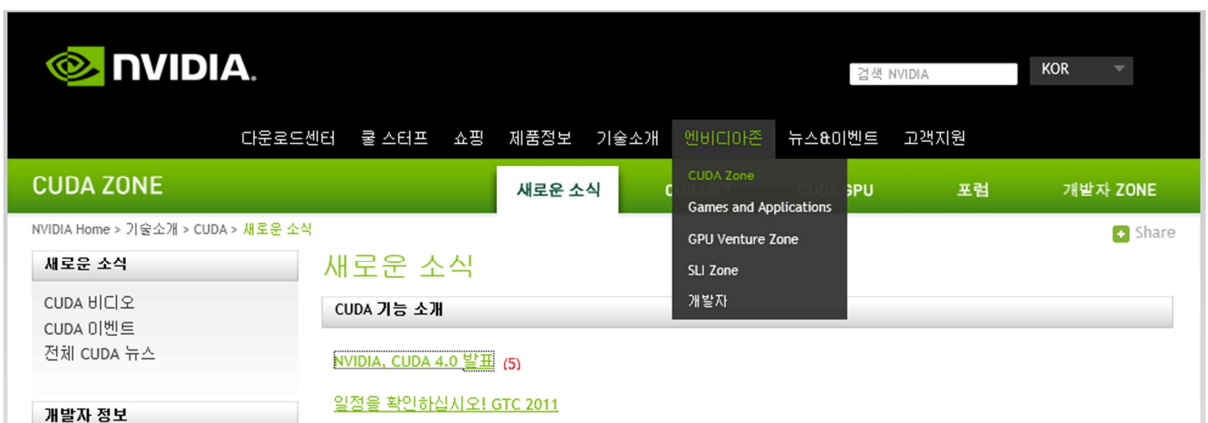 NVIDIA.
검색 NVIDIA
KOR
다운로드센터 쿨 스터프 쇼핑 제품정보 기술소개 엔비디아존 뉴스&이벤트 고객지원
CUDA ZONE
새로운 소식
GPU
포럼
개발자 ZONE
CUDA Zone
Games and Applications
GPU Venture Zone
SLI Zone
개발자
NVIDIA Home > 기술소개 > CUDA > 새로운 소식
Share
새로운 소식
CUDA 비디오
CUDA 이벤트
전체 CUDA 뉴스
개발자 정보
새로운 소식
CUDA 기능 소개
NVIDIA, CUDA 4.0 발표 (5)
일정을 확인하십시오! GTC 2011